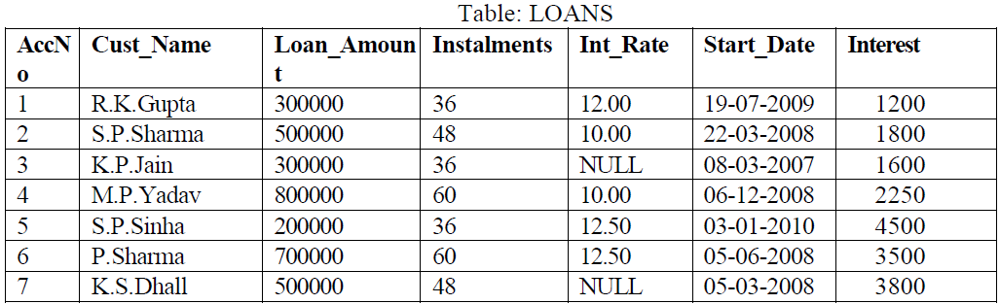 Table: LOANS
AccN o Cust_Name Loan_Amoun t Instalments Int_Rate Start_Date Interest
1 R.K.Gupta 300000 36 12.00 19-07-2009 1200
2 S.P.Sharma 500000 48 10.00 22-03-2008 1800
3 K.P.Jain 300000 36 NULL 08-03-2007 1600
4 M.P.Yadav 800000 60 10.00 06-12-2008 2250
5 S.P.Sinha 200000 36 12.50 03-01-2010 4500
6 P.Sharma 700000 60 12.50 05-06-2008 3500
7 K.S.Dhall 500000 48 NULL 05-03-2008 3800